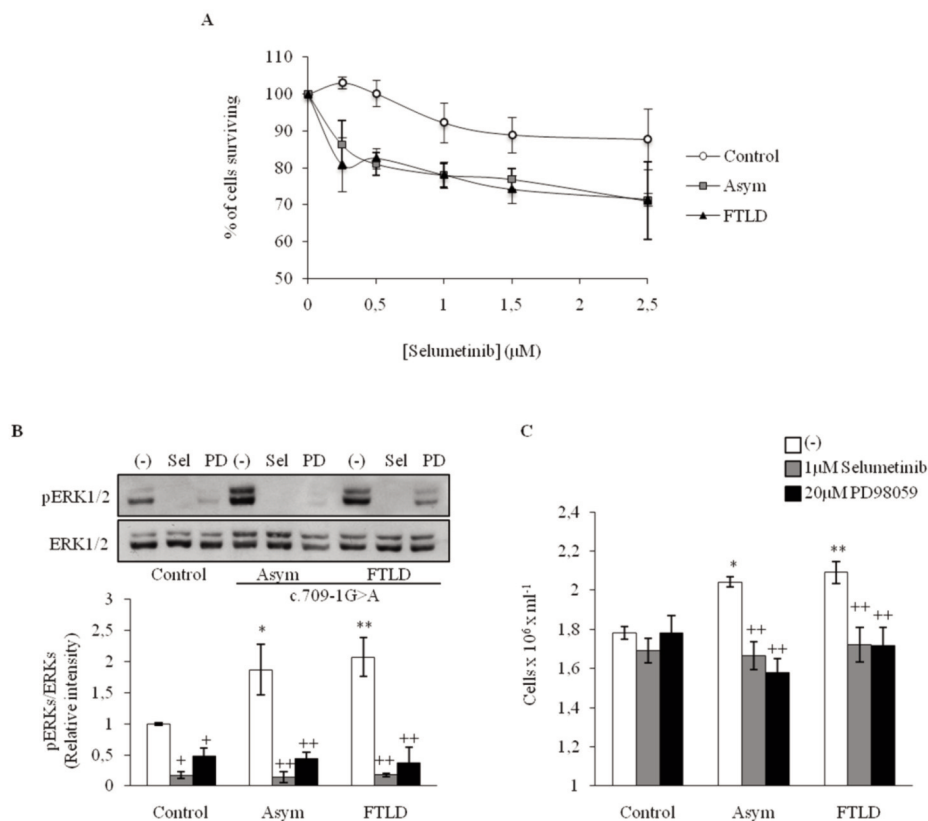 A
110
100
90
80
70
60
50
% of cells surviving
0
0,5
1
1,5
2
2,5
[Selumetinib] (μM)
Control
Asym
FTLD
B
(-) Sel PD (-) Sel PD (-) Sel PD
pERK1/2
ERK1/2
Control Asym FTLD
c.709-1G>A
pERKs/ERKs
(Relative intensity)
2,5
2
1,5
1
0,5
0
* **
+ + ++ ++ ++ ++
Control Asym FTLD
C
(-)
1μM Selumetinib
20μM PD98059
Cells x 10⁶ x ml⁻¹
2,4
2,2
2
1,8
1,6
1,4
1,2
1
* **
++ ++ ++ ++
Control Asym FTLD